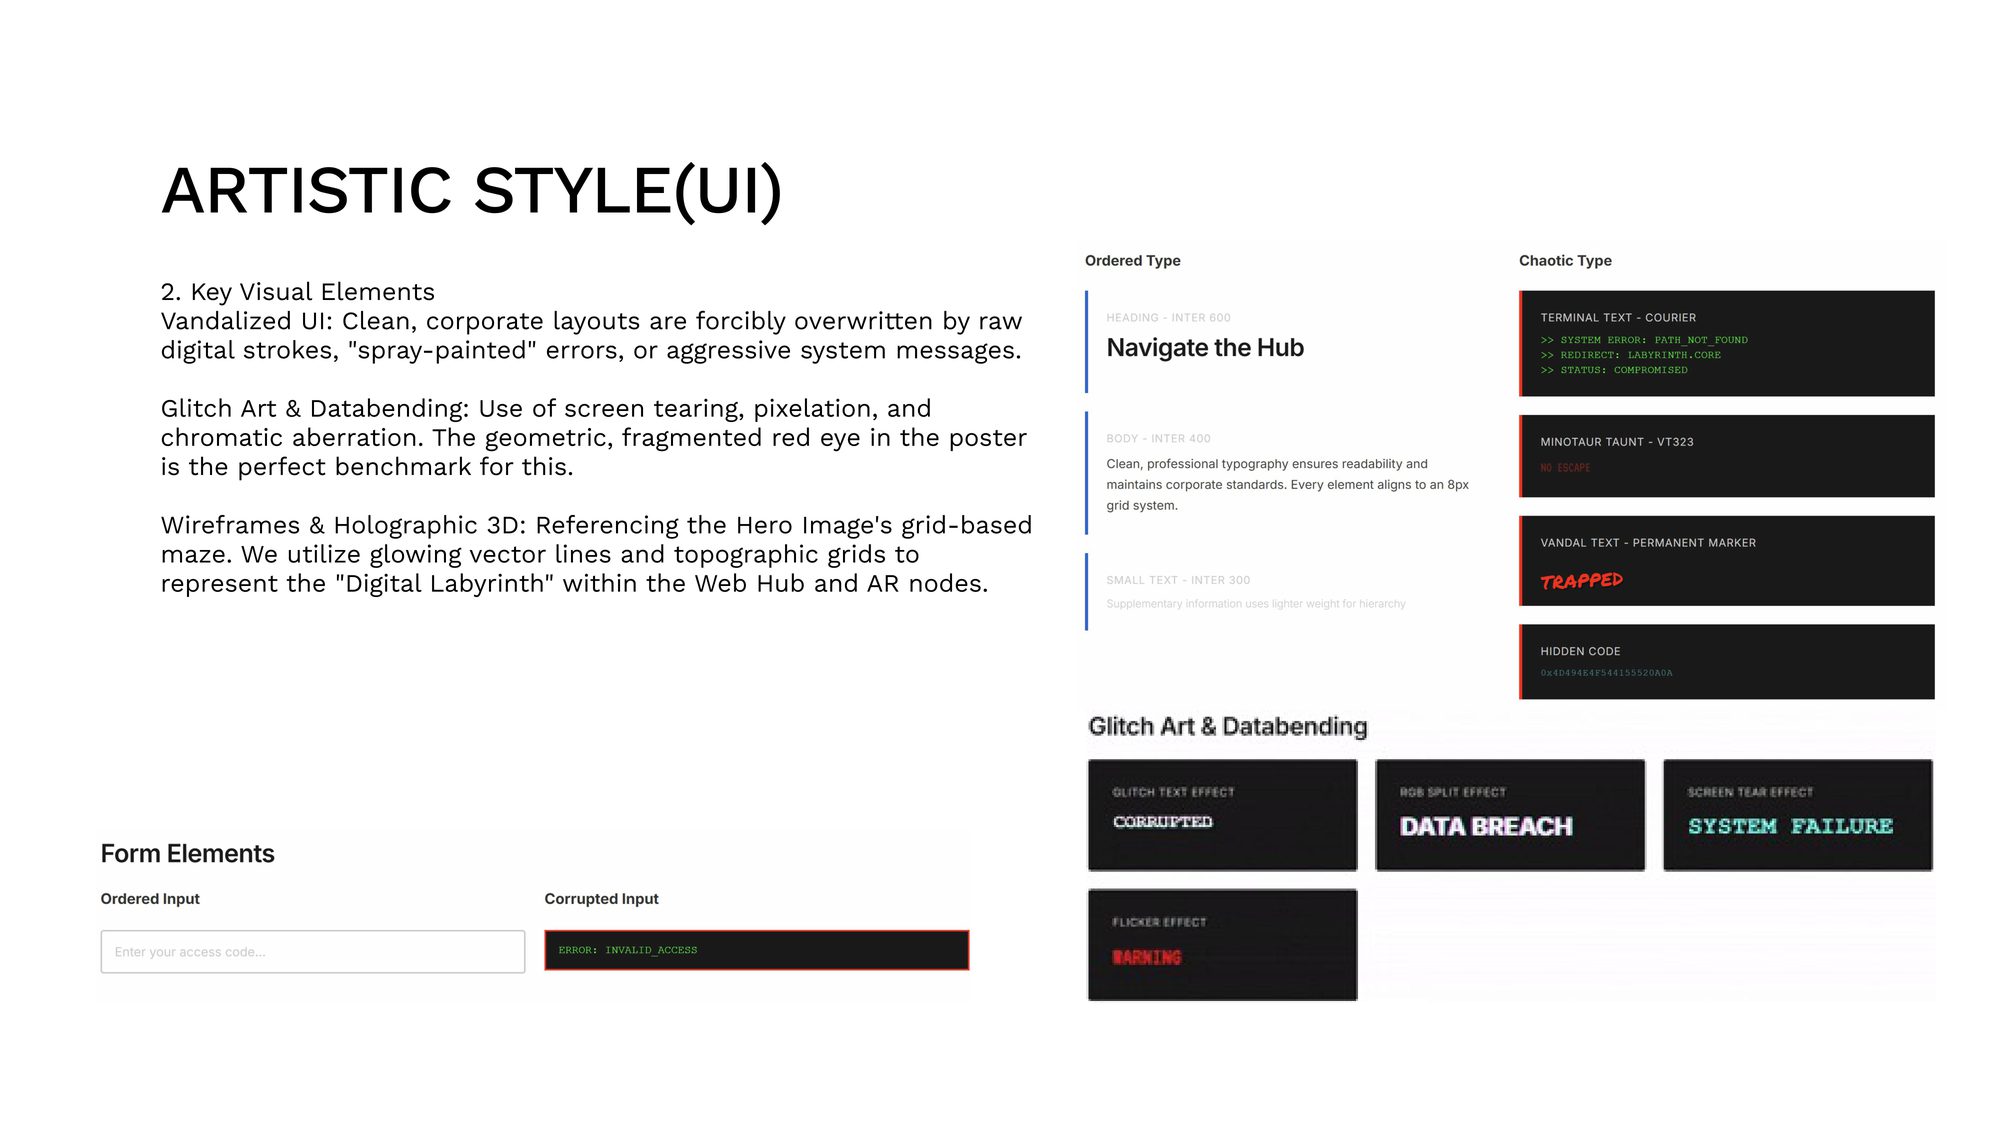 ARTISTIC STYLE(UI)
2. Key Visual Elements
Vandalized UI: Clean, corporate layouts are forcibly overwritten by raw
digital strokes, "spray-painted" errors, or aggressive system messages.
Glitch Art & Databending: Use of screen tearing, pixelation, and
chromatic aberration. The geometric, fragmented red eye in the poster
is the perfect benchmark for this.
Wireframes & Holographic 3D: Referencing the Hero Image's grid-based
maze. We utilize glowing vector lines and topographic grids to
represent the "Digital Labyrinth" within the Web Hub and AR nodes.
Form Elements
Ordered Input
Enter your access code...
Corrupted Input
ERROR: INVALID_ACCESS
Ordered Type
HEADING - INTER 600
Navigate the Hub
BODY - INTER 400
Clean, professional typography ensures readability and
maintains corporate standards. Every element aligns to an 8px
grid system.
SMALL TEXT - INTER 300
Supplementary information uses lighter weight for hierarchy
Chaotic Type
TERMINAL TEXT - COURIER
>> SYSTEM ERROR: PATH_NOT_FOUND
>> REDIRECT: LABYRINTH.CORE
>> STATUS: COMPROMISED
MINOTAUR TAUNT - VT323
NO ESCAPE
VANDAL TEXT - PERMANENT MARKER
TRAPPED
HIDDEN CODE
0x4D494E4F544155520A0A
Glitch Art & Databending
GLITCH TEXT EFFECT
CORRUPTED
RGB SPLIT EFFECT
DATA BREACH
SCREEN TEAR EFFECT
SYSTEM FAILURE
FLICKER EFFECT
WARNING